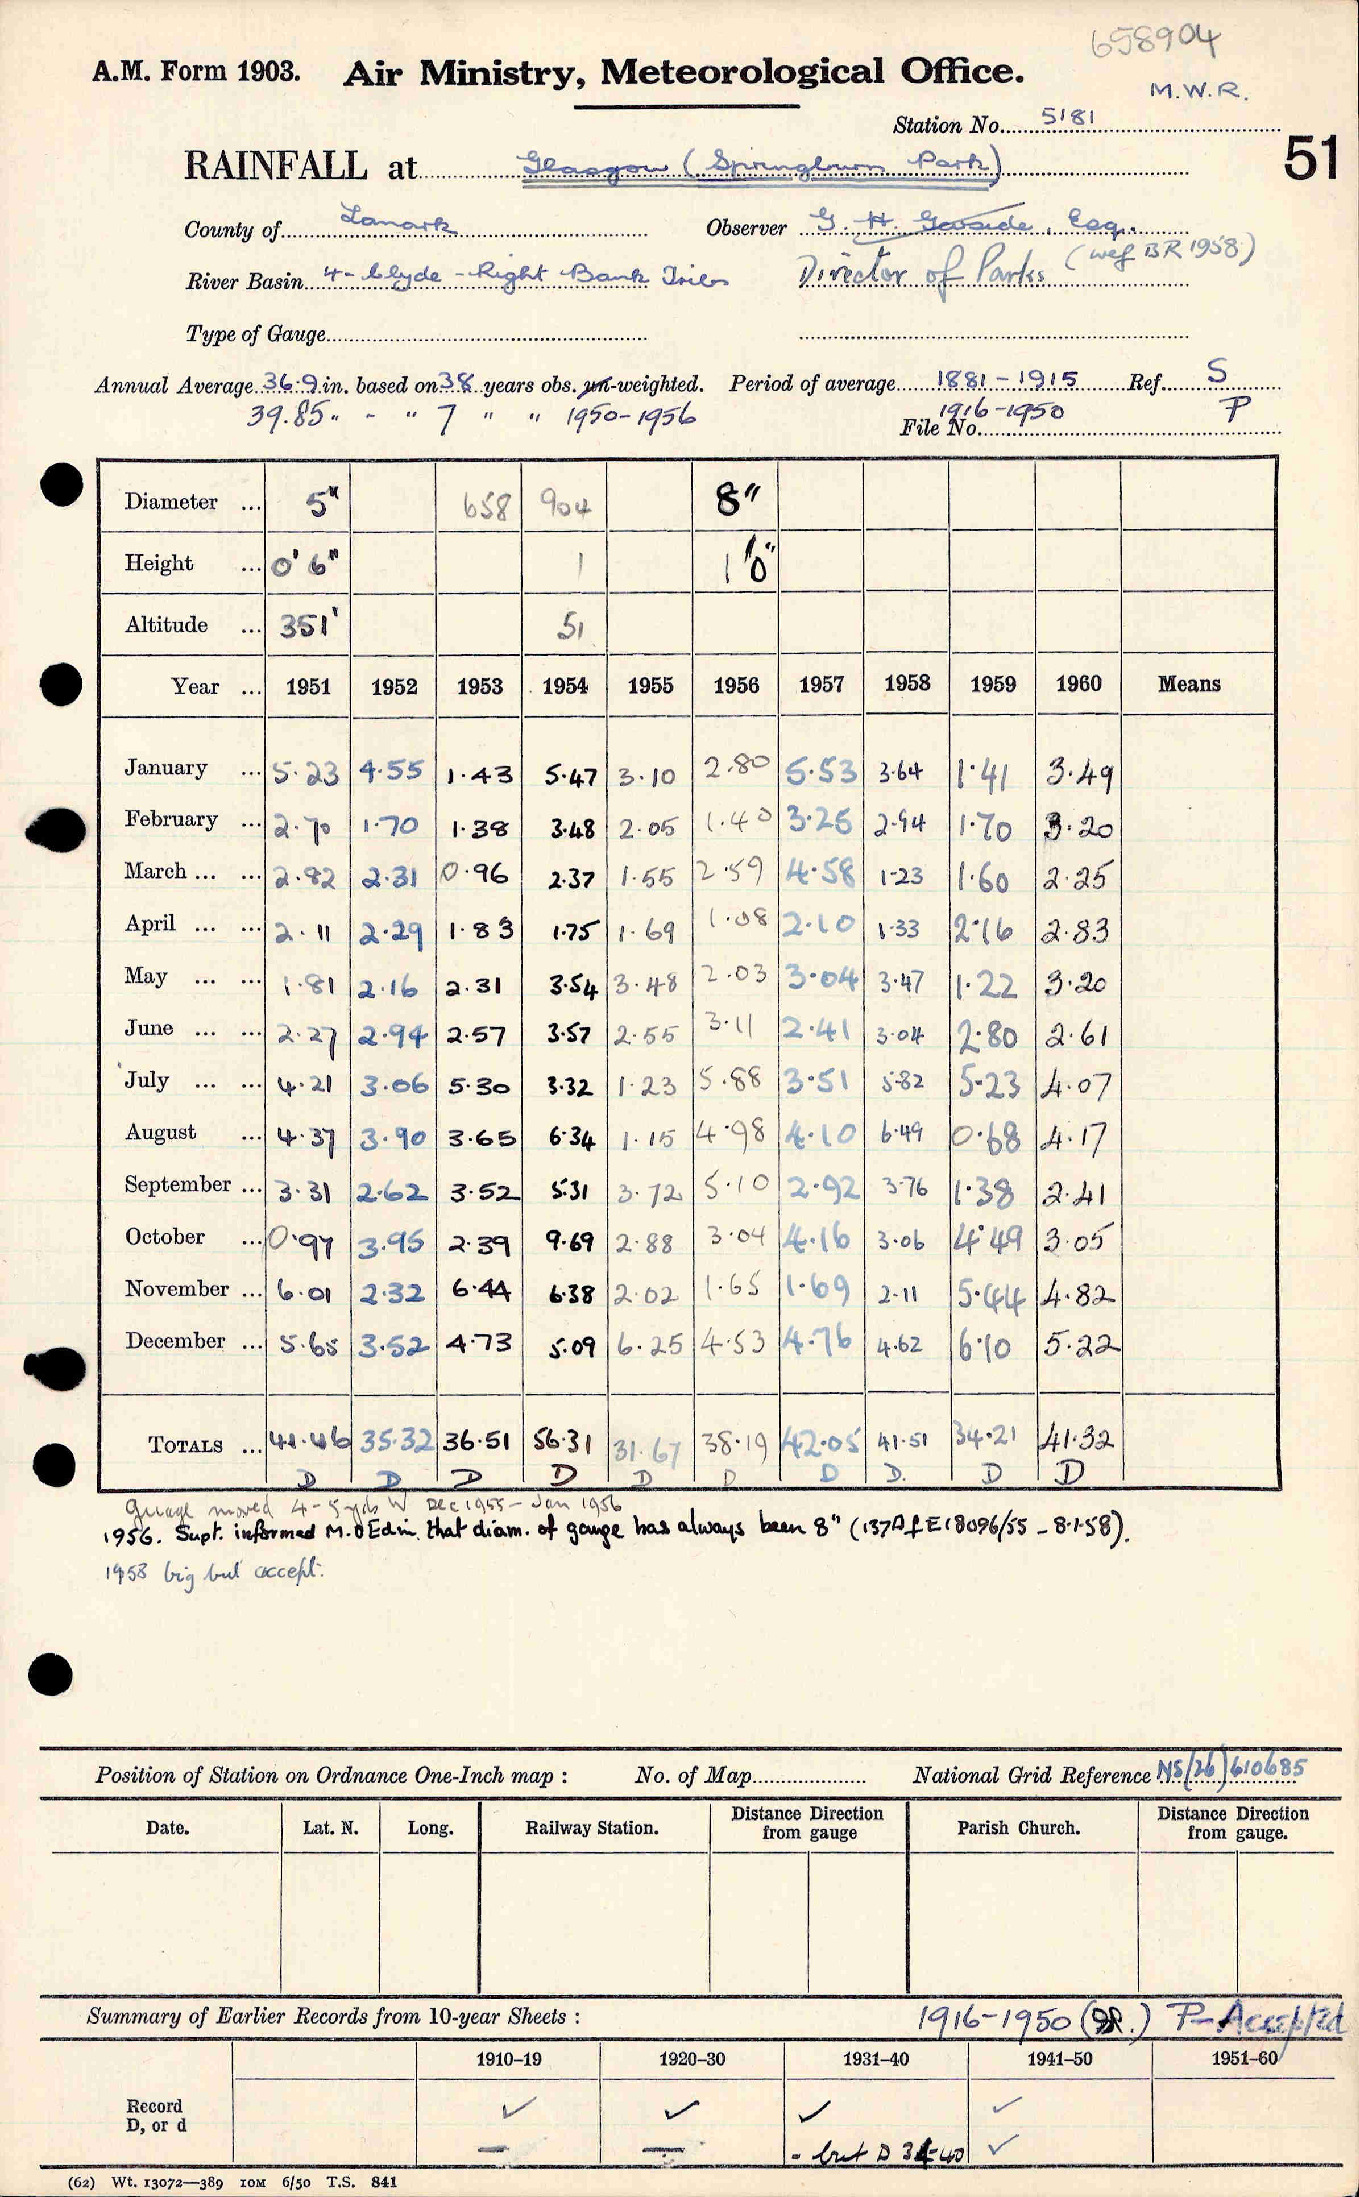 658904
A.M. Form 1903. Air Ministry, Meteorological Office.
M.W.R.
Station No. 5181
RAINFALL at Glasgow (Springburn Park) 51
County of Lanark Observer G. H. Gawside, Esq.
River Basin 4-Clyde-Right Bank Tribs Director of Parks (wef BR 1958)
Type of Gauge
Annual Average 36.9 in. based on 38 years obs. un-weighted. Period of average 1881-1915 Ref. S
39.85 " - " 7 " " 1950-1956 1916-1950 P
File No.
Diameter ... 5" 658 904 8"
Height ... 0' 6" 1 1'0"
Altitude ... 351' 51
Year ... 1951 1952 1953 1954 1955 1956 1957 1958 1959 1960 Means
January ... 5.23 4.55 1.43 5.47 3.10 2.80 5.53 3.64 1.41 3.49
February ... 2.70 1.70 1.38 3.48 2.05 1.40 3.25 2.94 1.70 3.20
March ... ... 2.82 2.31 0.96 2.37 1.55 2.59 4.58 1.23 1.60 2.25
April ... ... 2.11 2.29 1.83 1.75 1.69 1.08 2.10 1.33 2.16 2.83
May ... ... 1.81 2.16 2.31 3.54 3.48 2.03 3.04 3.47 1.22 3.20
June ... ... 2.27 2.94 2.57 3.57 2.55 3.11 2.41 3.04 2.80 2.61
July ... ... 4.21 3.06 5.30 3.32 1.23 5.88 3.51 5.82 5.23 4.07
August ... 4.37 3.90 3.65 6.34 1.15 4.98 4.10 6.49 0.68 4.17
September ... 3.31 2.62 3.52 5.31 3.72 5.10 2.92 3.76 1.38 2.41
October ... 0.97 3.95 2.39 9.69 2.88 3.04 4.16 3.06 4.49 3.05
November ... 6.01 2.32 6.44 6.38 2.02 1.65 1.69 2.11 5.44 4.82
December ... 5.65 3.52 4.73 5.09 6.25 4.53 4.76 4.62 6.10 5.22
TOTALS ... 41.46 35.32 36.51 56.31 31.67 38.19 42.05 41.51 34.21 41.32
D D D D D D D D. D D
Guage moved 4-5 yds W Dec 1955 - Jan 1956
1956. Supt. informed M.O Edin. that diam. of gauge has always been 8" (137A f E18096/55 - 8.1.58).
1958 big but accept.
Position of Station on Ordnance One-Inch map : No. of Map National Grid Reference NS(26)610685
Date. Lat. N. Long. Railway Station. Distance Direction from gauge Parish Church. Distance Direction from gauge.
Summary of Earlier Records from 10-year Sheets : 1916-1950 ( ) P-Accepted
1910-19 1920-30 1931-40 1941-50 1951-60
Record ✓ ✓ ✓ ✓
D, or d — — - but D 34-40 ✓
(62) Wt. 13072—389 10M 6/50 T.S. 841